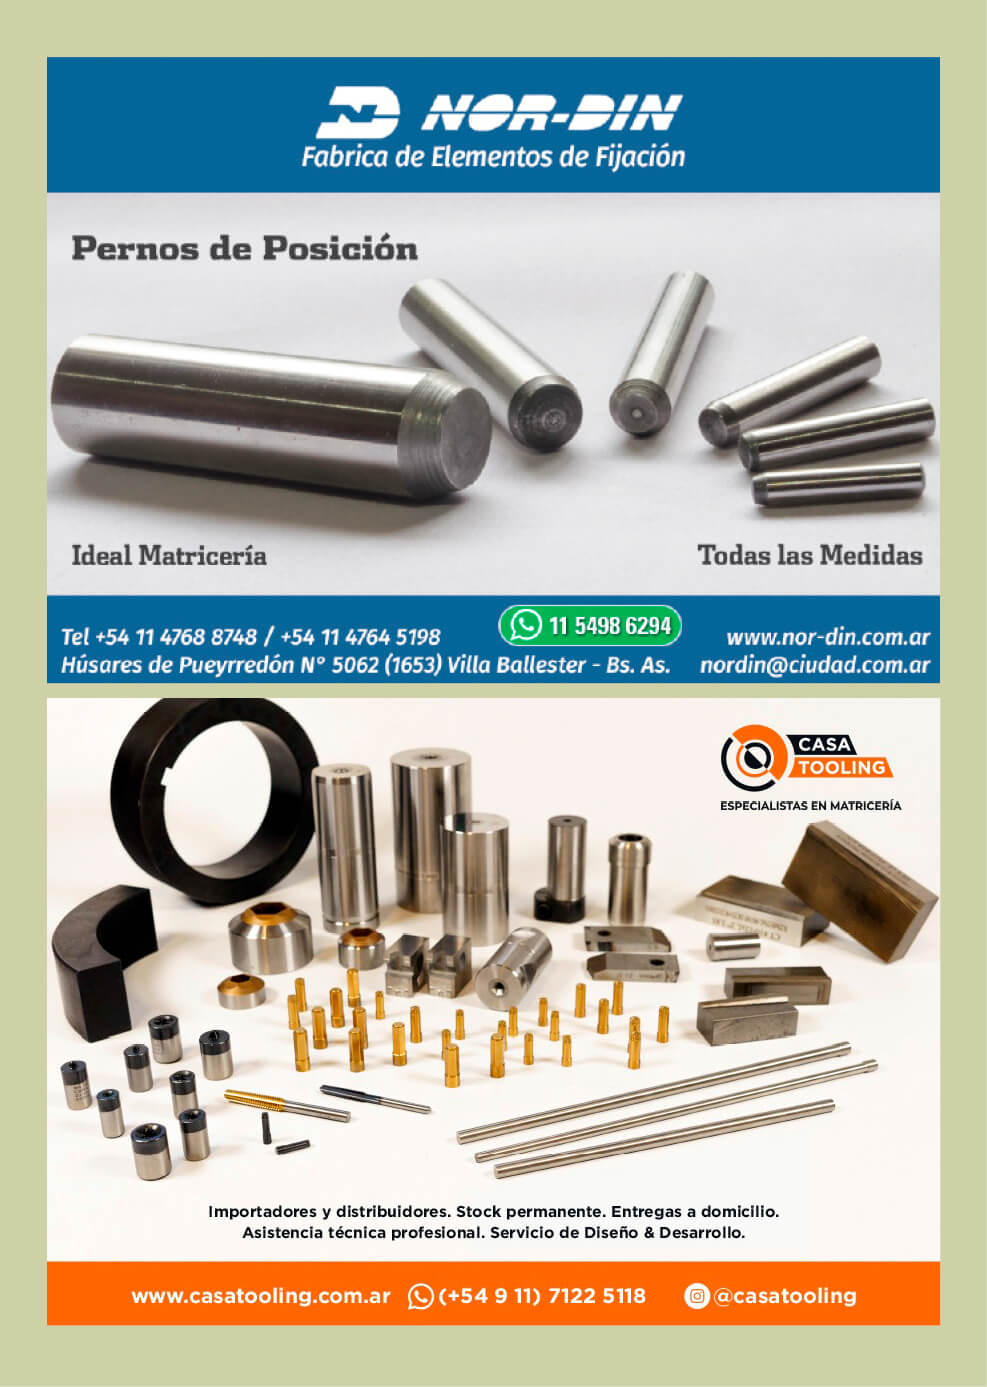 NOR-DIN
Fabrica de Elementos de Fijación
Pernos de Posición
Ideal Matricería
Todas las Medidas
Tel +54 11 4768 8748 / +54 11 4764 5198
11 5498 6294
www.nor-din.com.ar
Húsares de Pueyrredón N° 5062 (1653) Villa Ballester - Bs. As.
nordin@ciudad.com.ar
CASA
TOOLING
ESPECIALISTAS EN MATRICERÍA
Importadores y distribuidores. Stock permanente. Entregas a domicilio.
Asistencia técnica profesional. Servicio de Diseño & Desarrollo.
www.casatooling.com.ar
(+54 9 11) 7122 5118
@casatooling